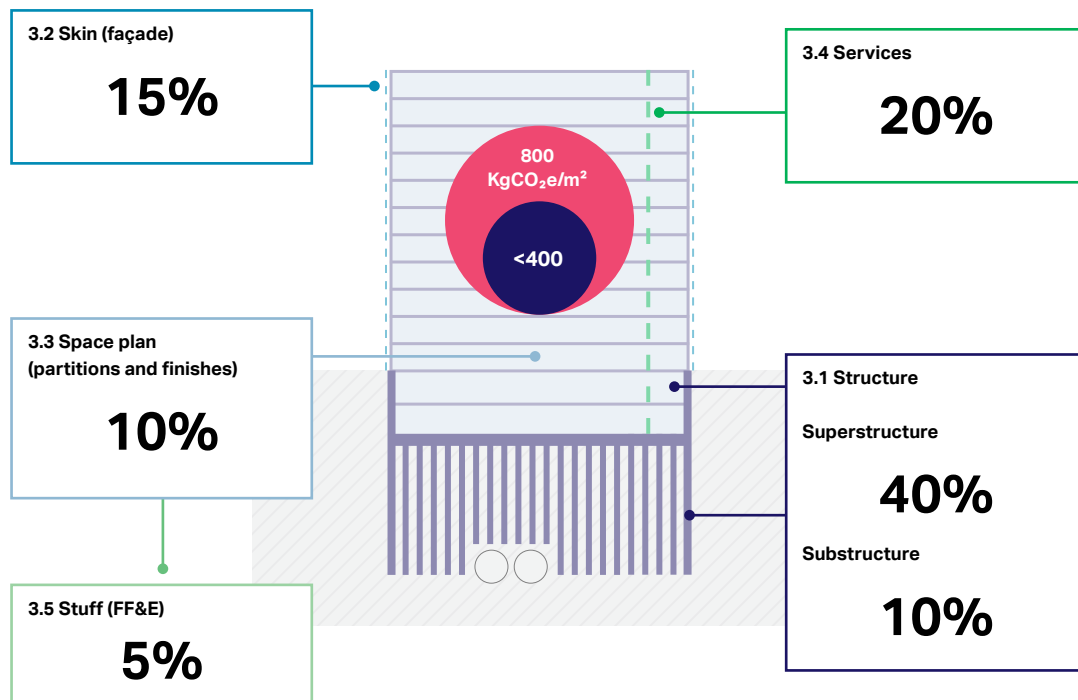 3.2 Skin (façade)
15%
3.4 Services
20%
800
KgCO₂e/m²
<400
3.3 Space plan
(partitions and finishes)
10%
3.1 Structure
Superstructure
40%
Substructure
10%
3.5 Stuff (FF&E)
5%